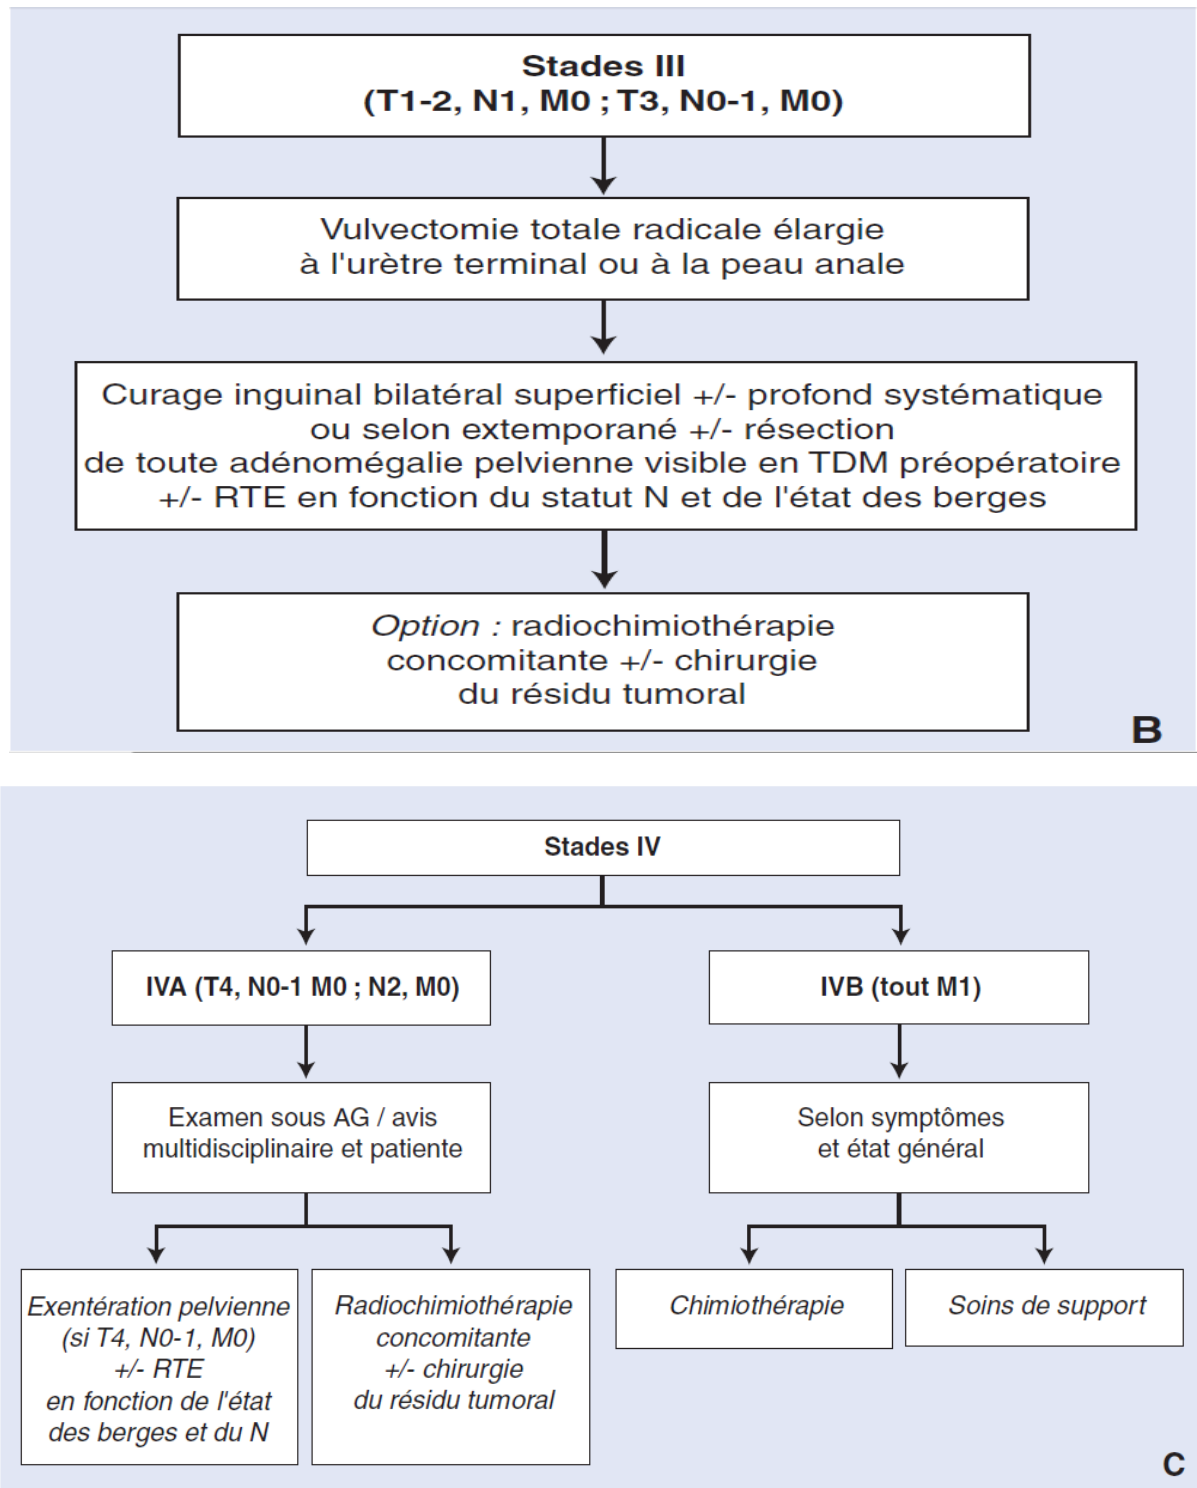 Stades III
(T1-2, N1, M0 ; T3, N0-1, M0)
Vulvectomie totale radicale élargie
à l'urètre terminal ou à la peau anale
Curage inguinal bilatéral superficiel +/- profond systématique
ou selon extemporané +/- résection
de toute adénomégalie pelvienne visible en TDM préopératoire
+/- RTE en fonction du statut N et de l'état des berges
Option : radiochimiothérapie
concomitante +/- chirurgie
du résidu tumoral
B
Stades IV
IVA (T4, N0-1 M0 ; N2, M0)
IVB (tout M1)
Examen sous AG / avis
multidisciplinaire et patiente
Selon symptômes
et état général
Exentération pelvienne
(si T4, N0-1, M0)
+/- RTE
en fonction de l'état
des berges et du N
Radiochimiothérapie
concomitante
+/- chirurgie
du résidu tumoral
Chimiothérapie
Soins de support
C